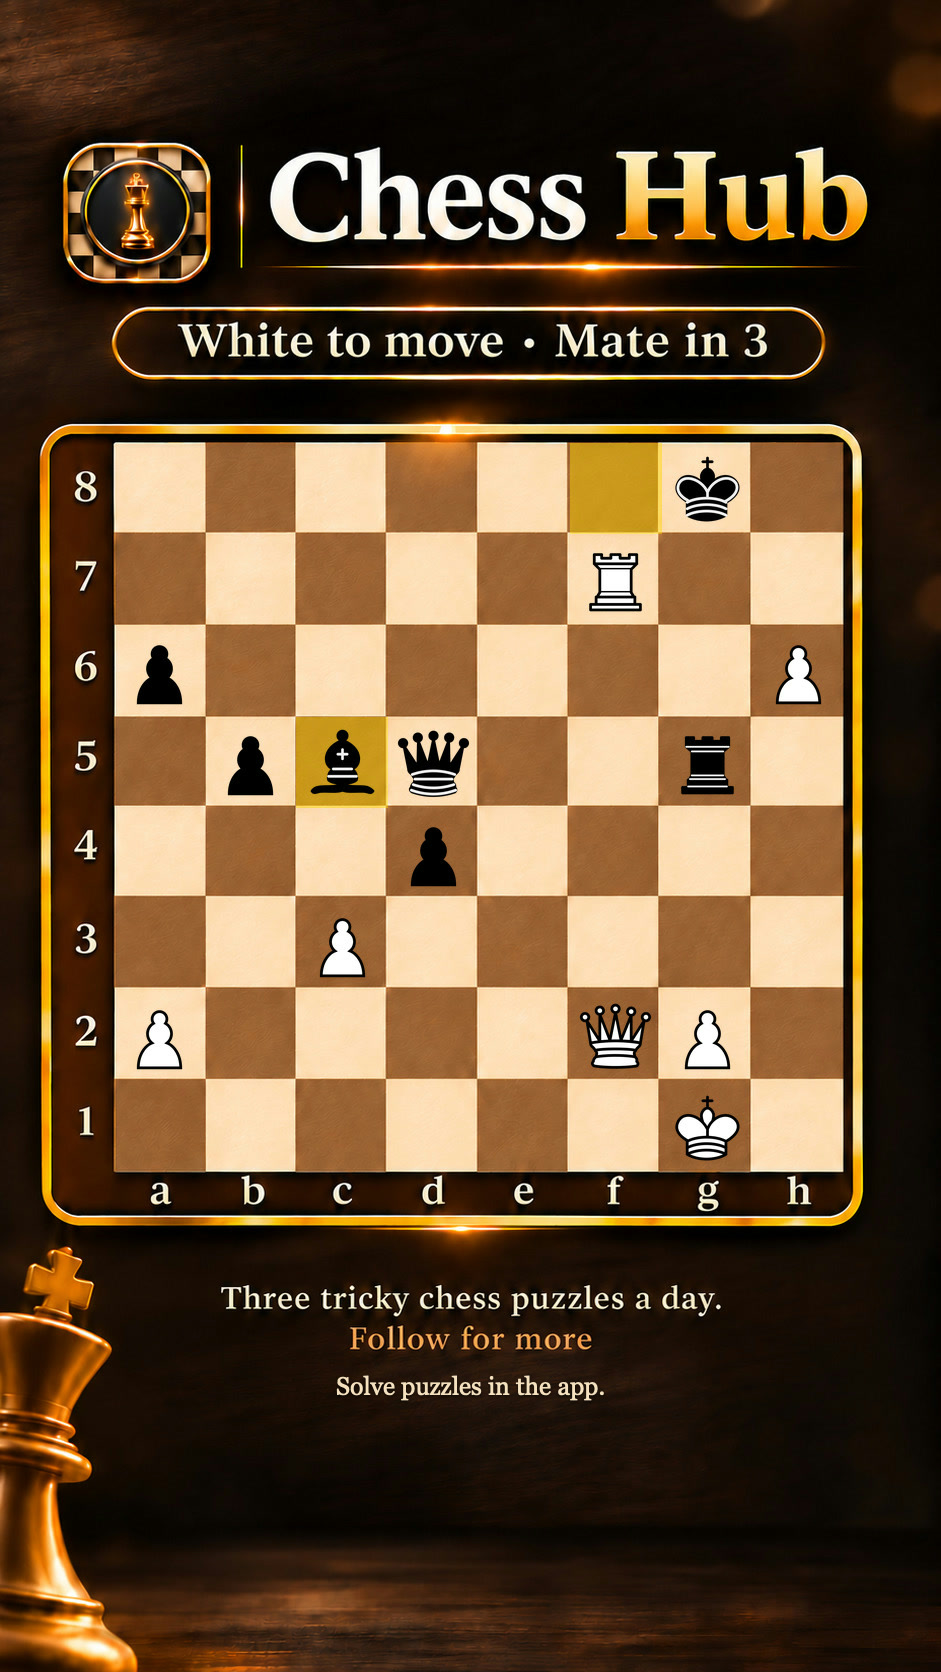 Chess Hub
White to move • Mate in 3
8
7
6
5
4
3
2
1
a b c d e f g h
Three tricky chess puzzles a day.
Follow for more
Solve puzzles in the app.